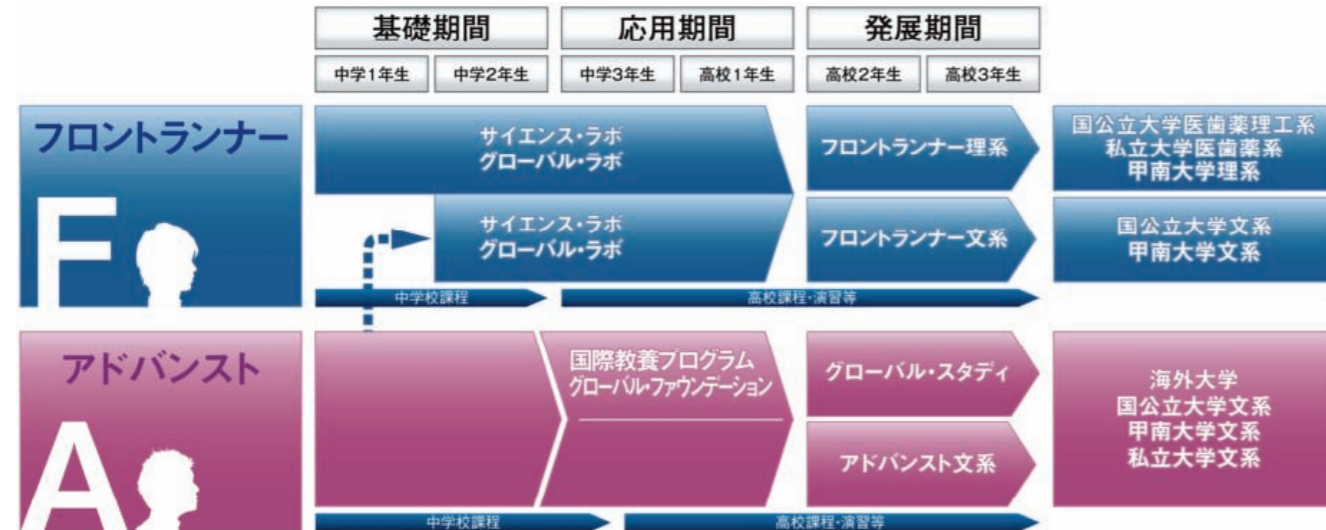 基礎期間
応用期間
発展期間
中学1年生
中学2年生
中学3年生
高校1年生
高校2年生
高校3年生
フロントランナー
F
サイエンス・ラボ
グローバル・ラボ
フロントランナー理系
国公立大学医歯薬理工系
私立大学医歯薬系
甲南大学理系
サイエンス・ラボ
グローバル・ラボ
フロントランナー文系
国公立大学文系
甲南大学文系
中学校課程
高校課程・演習等
アドバンスト
A
国際教養プログラム
グローバル・ファウンデーション
グローバル・スタディ
アドバンスト文系
海外大学
国公立大学文系
甲南大学文系
私立大学文系
中学校課程
高校課程・演習等